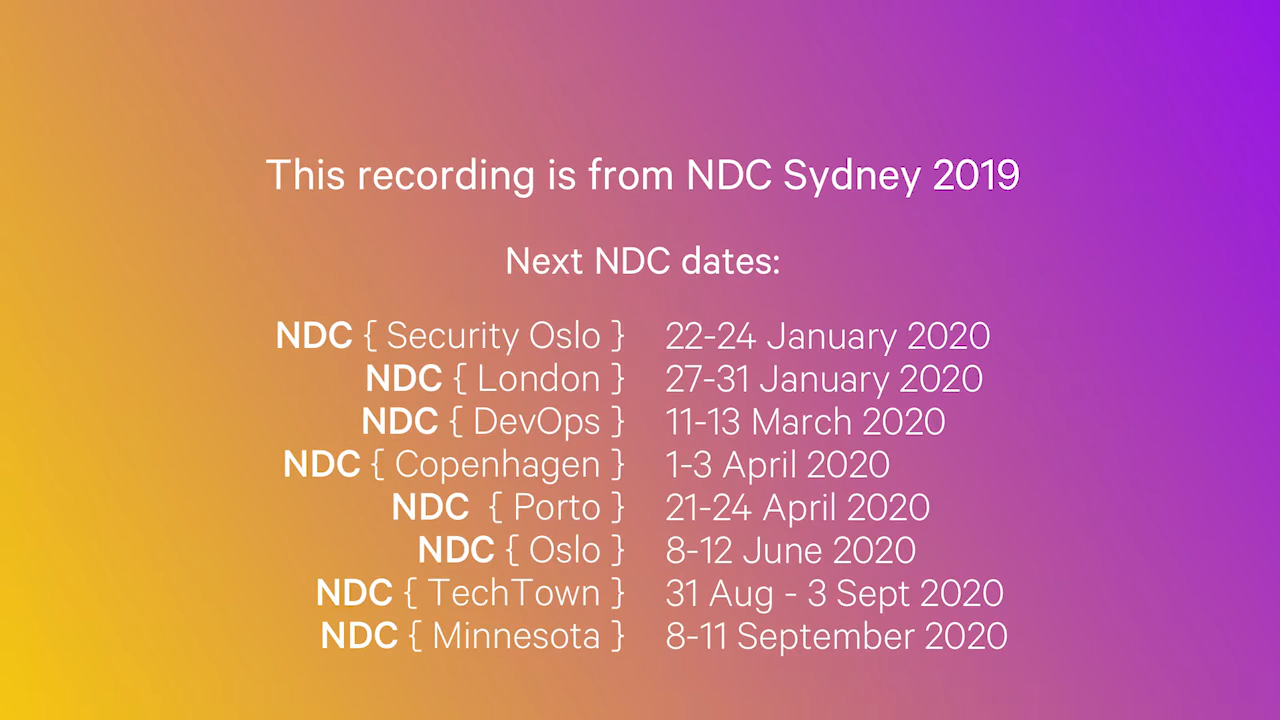 This recording is from NDC Sydney 2019
Next NDC dates:
NDC { Security Oslo } 22-24 January 2020
NDC { London } 27-31 January 2020
NDC { DevOps } 11-13 March 2020
NDC { Copenhagen } 1-3 April 2020
NDC { Porto } 21-24 April 2020
NDC { Oslo } 8-12 June 2020
NDC { TechTown } 31 Aug - 3 Sept 2020
NDC { Minnesota } 8-11 September 2020